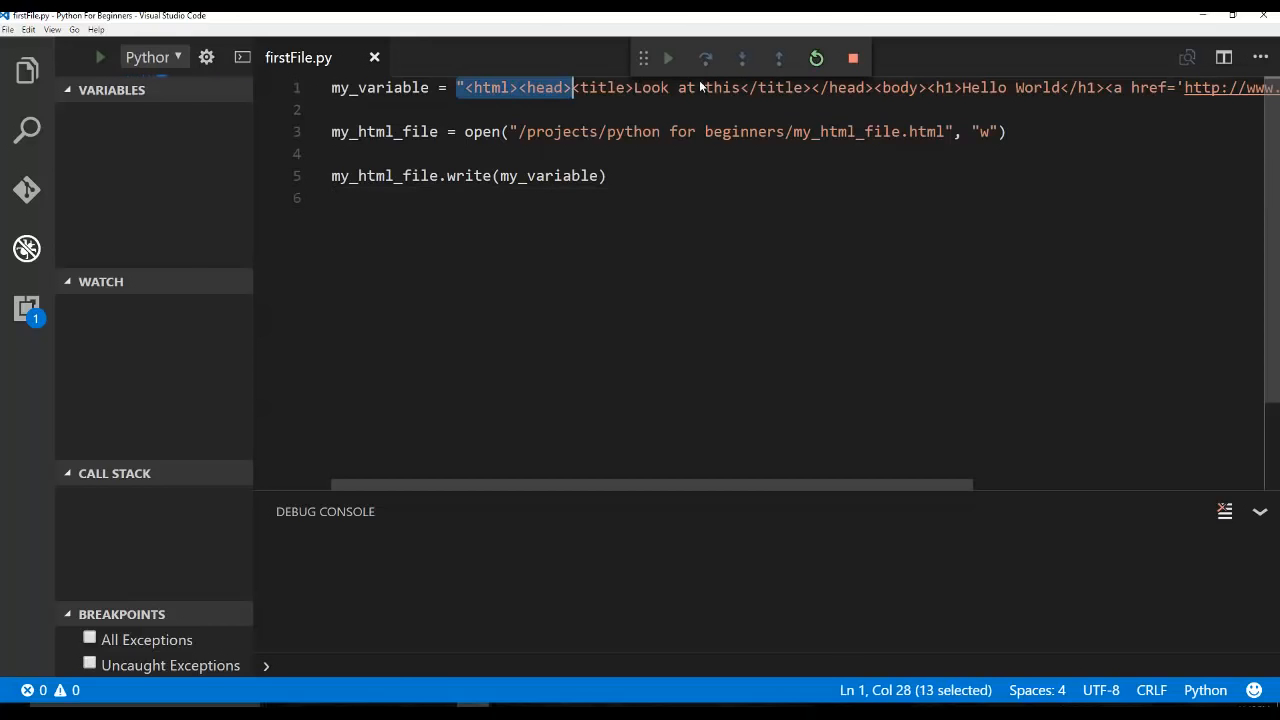 firstFile.py - Python For Beginners - Visual Studio Code
File Edit View Go Help
Python firstFile.py
VARIABLES
WATCH
CALL STACK
BREAKPOINTS
All Exceptions
Uncaught Exceptions
1
1 my_variable = "<html><head><title>Look at this</title></head><body><h1>Hello World</h1><a href='http://www.
2
3 my_html_file = open("/projects/python for beginners/my_html_file.html", "w")
4
5 my_html_file.write(my_variable)
6
DEBUG CONSOLE
0 0 Ln 1, Col 28 (13 selected) Spaces: 4 UTF-8 CRLF Python